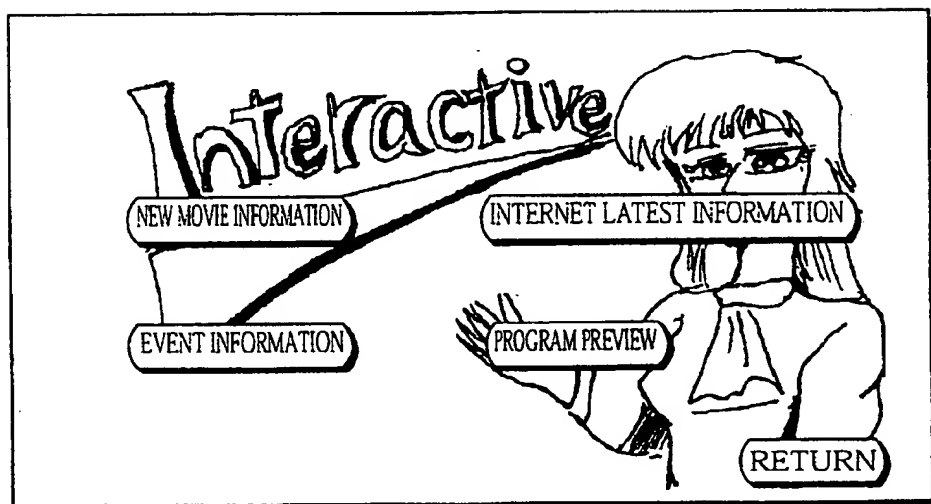 Interactive
NEW MOVIE INFORMATION
INTERNET LATEST INFORMATION
EVENT INFORMATION
PROGRAM PREVIEW
RETURN